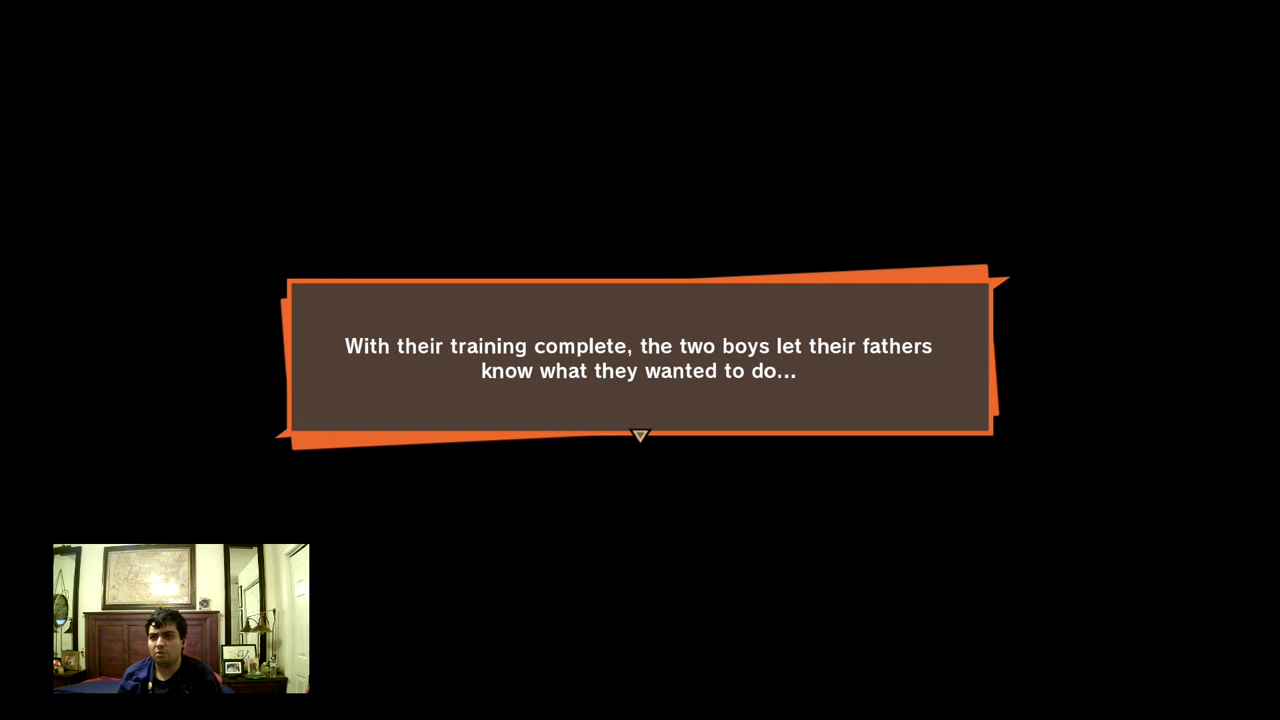 With their training complete, the two boys let their fathers
know what they wanted to do...